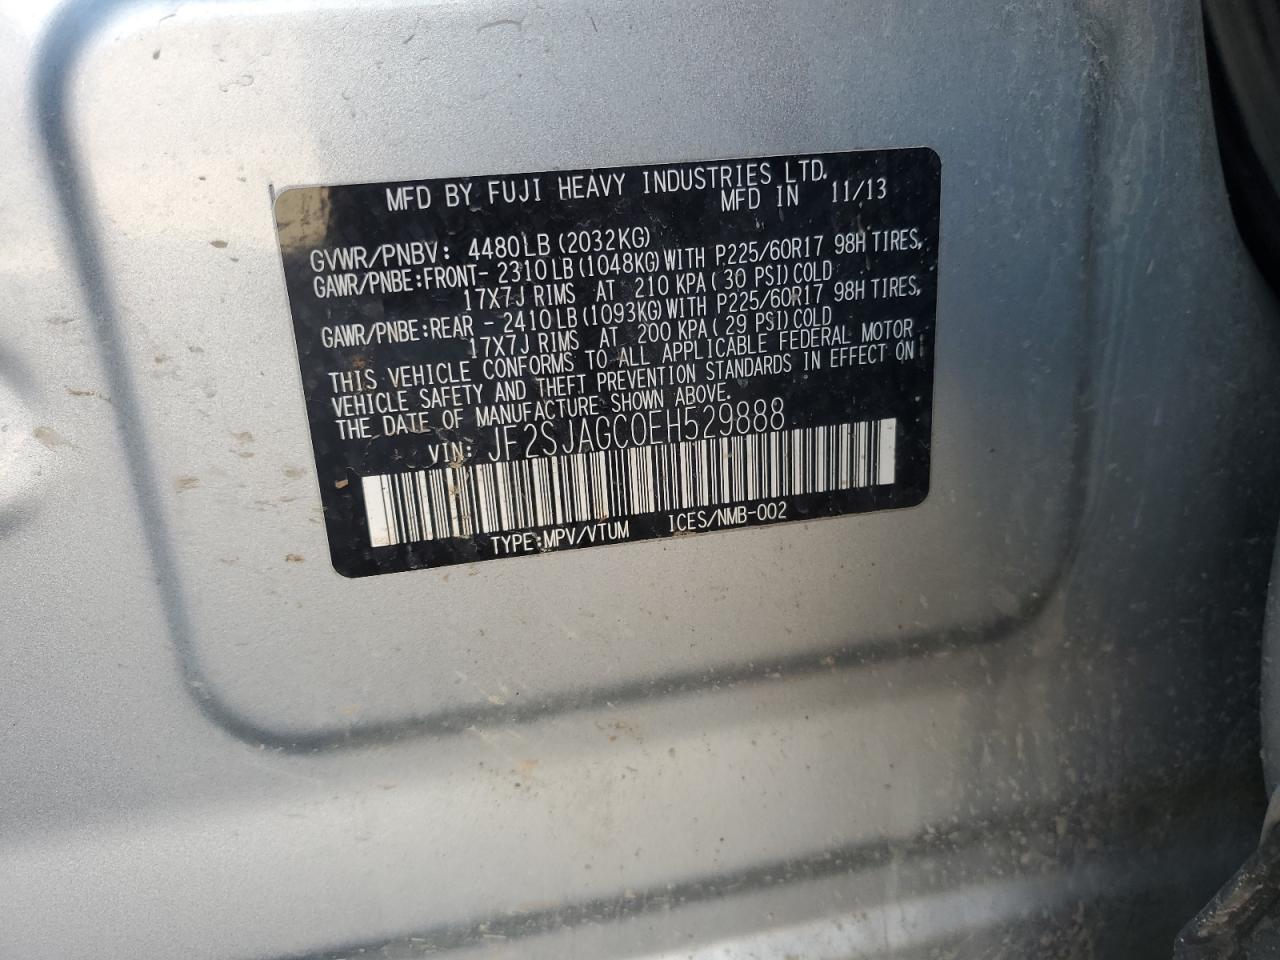 MFD BY FUJI HEAVY INDUSTRIES LTD.
MFD IN 11/13
GVWR/PNBV: 4480LB(2032KG)
GAWR/PNBE:FRONT- 2310LB(1048KG)WITH P225/60R17 98H TIRES,
17X7J RIMS AT 210 KPA( 30 PSI)COLD
GAWR/PNBE:REAR - 2410LB(1093KG)WITH P225/60R17 98H TIRES,
17X7J RIMS AT 200 KPA( 29 PSI)COLD
THIS VEHICLE CONFORMS TO ALL APPLICABLE FEDERAL MOTOR
VEHICLE SAFETY AND THEFT PREVENTION STANDARDS IN EFFECT ON
THE DATE OF MANUFACTURE SHOWN ABOVE.
VIN: JF2SJAGC0EH529888
TYPE:MPV/VTUM ICES/NMB-002